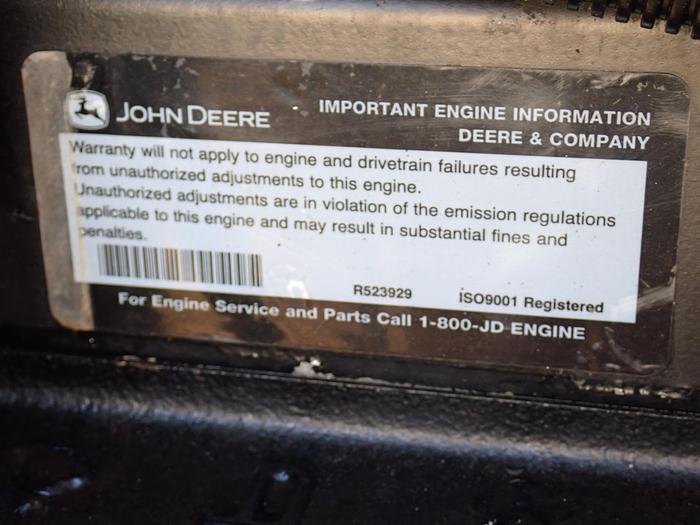 JOHN DEERE
IMPORTANT ENGINE INFORMATION
DEERE & COMPANY
Warranty will not apply to engine and drivetrain failures resulting
from unauthorized adjustments to this engine.
Unauthorized adjustments are in violation of the emission regulations
applicable to this engine and may result in substantial fines and
penalties.
R523929 ISO9001 Registered
For Engine Service and Parts Call 1-800-JD ENGINE